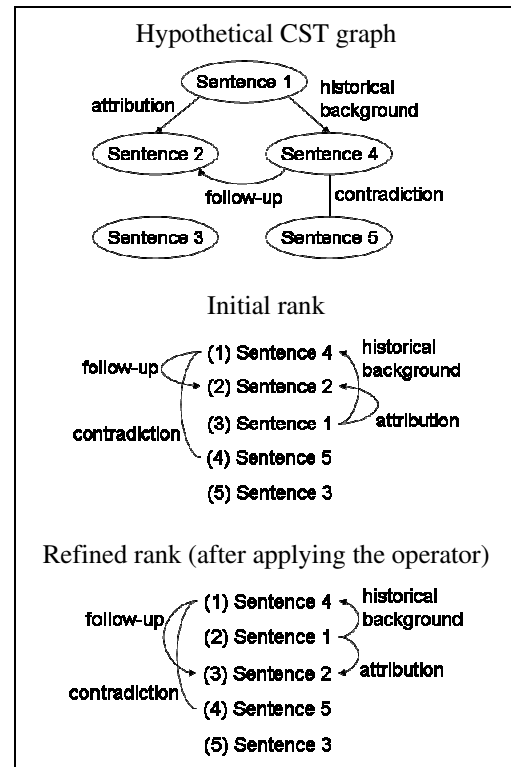 Hypothetical CST graph
Sentence 1
attribution
historical
background
Sentence 2
Sentence 4
follow-up
contradiction
Sentence 3
Sentence 5
Initial rank
(1) Sentence 4
historical
background
follow-up
(2) Sentence 2
(3) Sentence 1
attribution
contradiction
(4) Sentence 5
(5) Sentence 3
Refined rank (after applying the operator)
(1) Sentence 4
historical
background
follow-up
(2) Sentence 1
(3) Sentence 2
attribution
contradiction
(4) Sentence 5
(5) Sentence 3